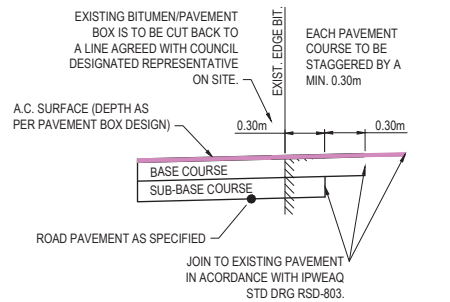 EXISTING BITUMEN/PAVEMENT
BOX IS TO BE CUT BACK TO
A LINE AGREED WITH COUNCIL
DESIGNATED REPRESENTATIVE
ON SITE.
EXIST. EDGE BIT.
EACH PAVEMENT
COURSE TO BE
STAGGERED BY A
MIN. 0.30m
A.C. SURFACE (DEPTH AS
PER PAVEMENT BOX DESIGN)
0.30m
0.30m
BASE COURSE
SUB-BASE COURSE
ROAD PAVEMENT AS SPECIFIED
JOIN TO EXISTING PAVEMENT
IN ACORDANCE WITH IPWEAQ
STD DRG RSD-803.